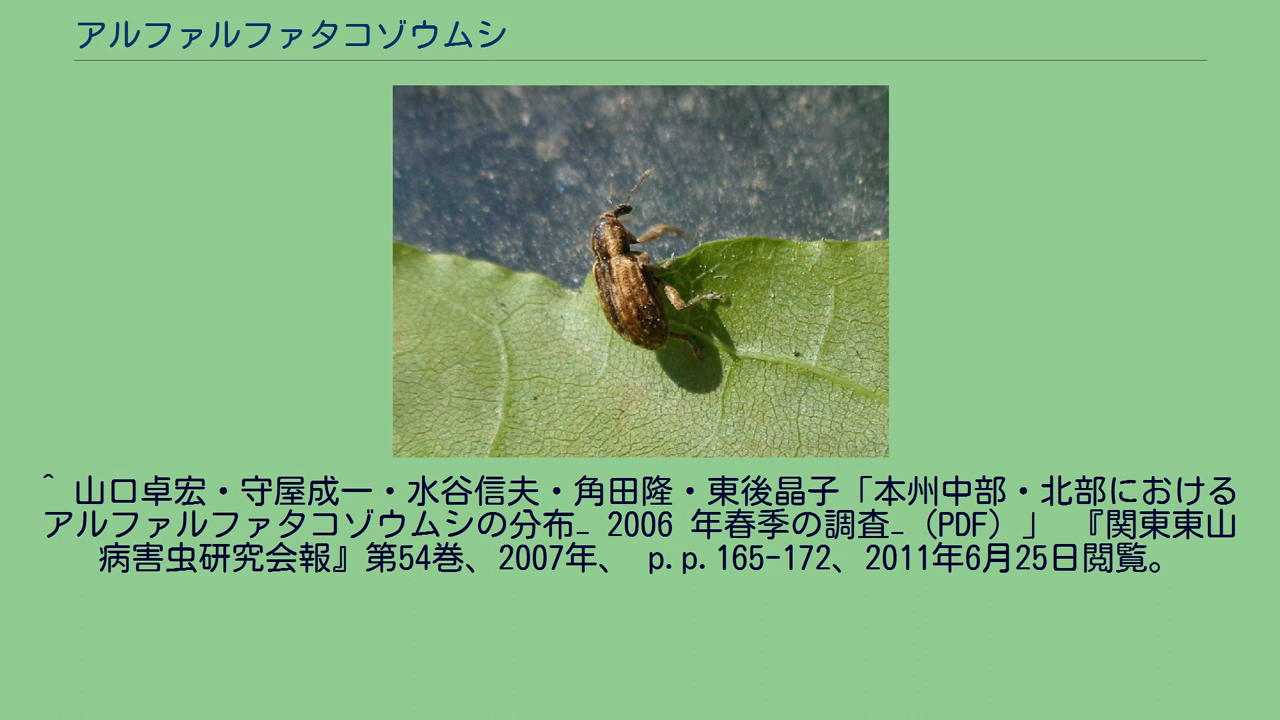 アルファルファタコゾウムシ
^ 山口卓宏・守屋成一・水谷信夫・角田隆・東後晶子「本州中部・北部における
アルファルファタコゾウムシの分布_ 2006 年春季の調査_（PDF）」 『関東東山
病害虫研究会報』第54巻、2007年、 p.p.165-172、2011年6月25日閲覧。